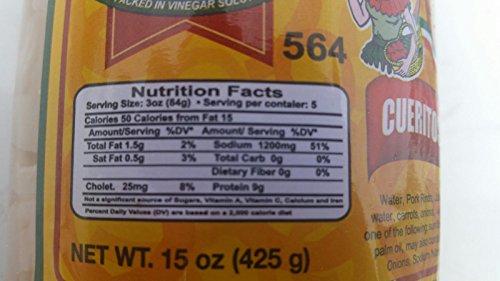 PACKED IN VINEGAR SOLUT
564
Nutrition Facts
Serving Size: 3oz (84g) • Serving per contaler: 5
Calories 50 Calories from Fat 15
Amount/Serving %DV* Amount/ Serving %DV*
Total Fat 1.5g 2% Sodium 1200mg 51%
Sat Fat 0.5g 3% Total Carb 0g 0%
Dietary Fiber 0g 0%
Cholet. 25mg 8% Protein 9g
Not a significant source of Sugars, Vitamin A, Vitamin C, Calcium and Iren
Percent Daily Values (DV) are based on a 2,000 calorie diet
NET WT. 15 oz (425 g)
CUERITO
Water, Pork Rinds,
water, carrots,
one of the following
palm oil, may also
Onions, Sodium